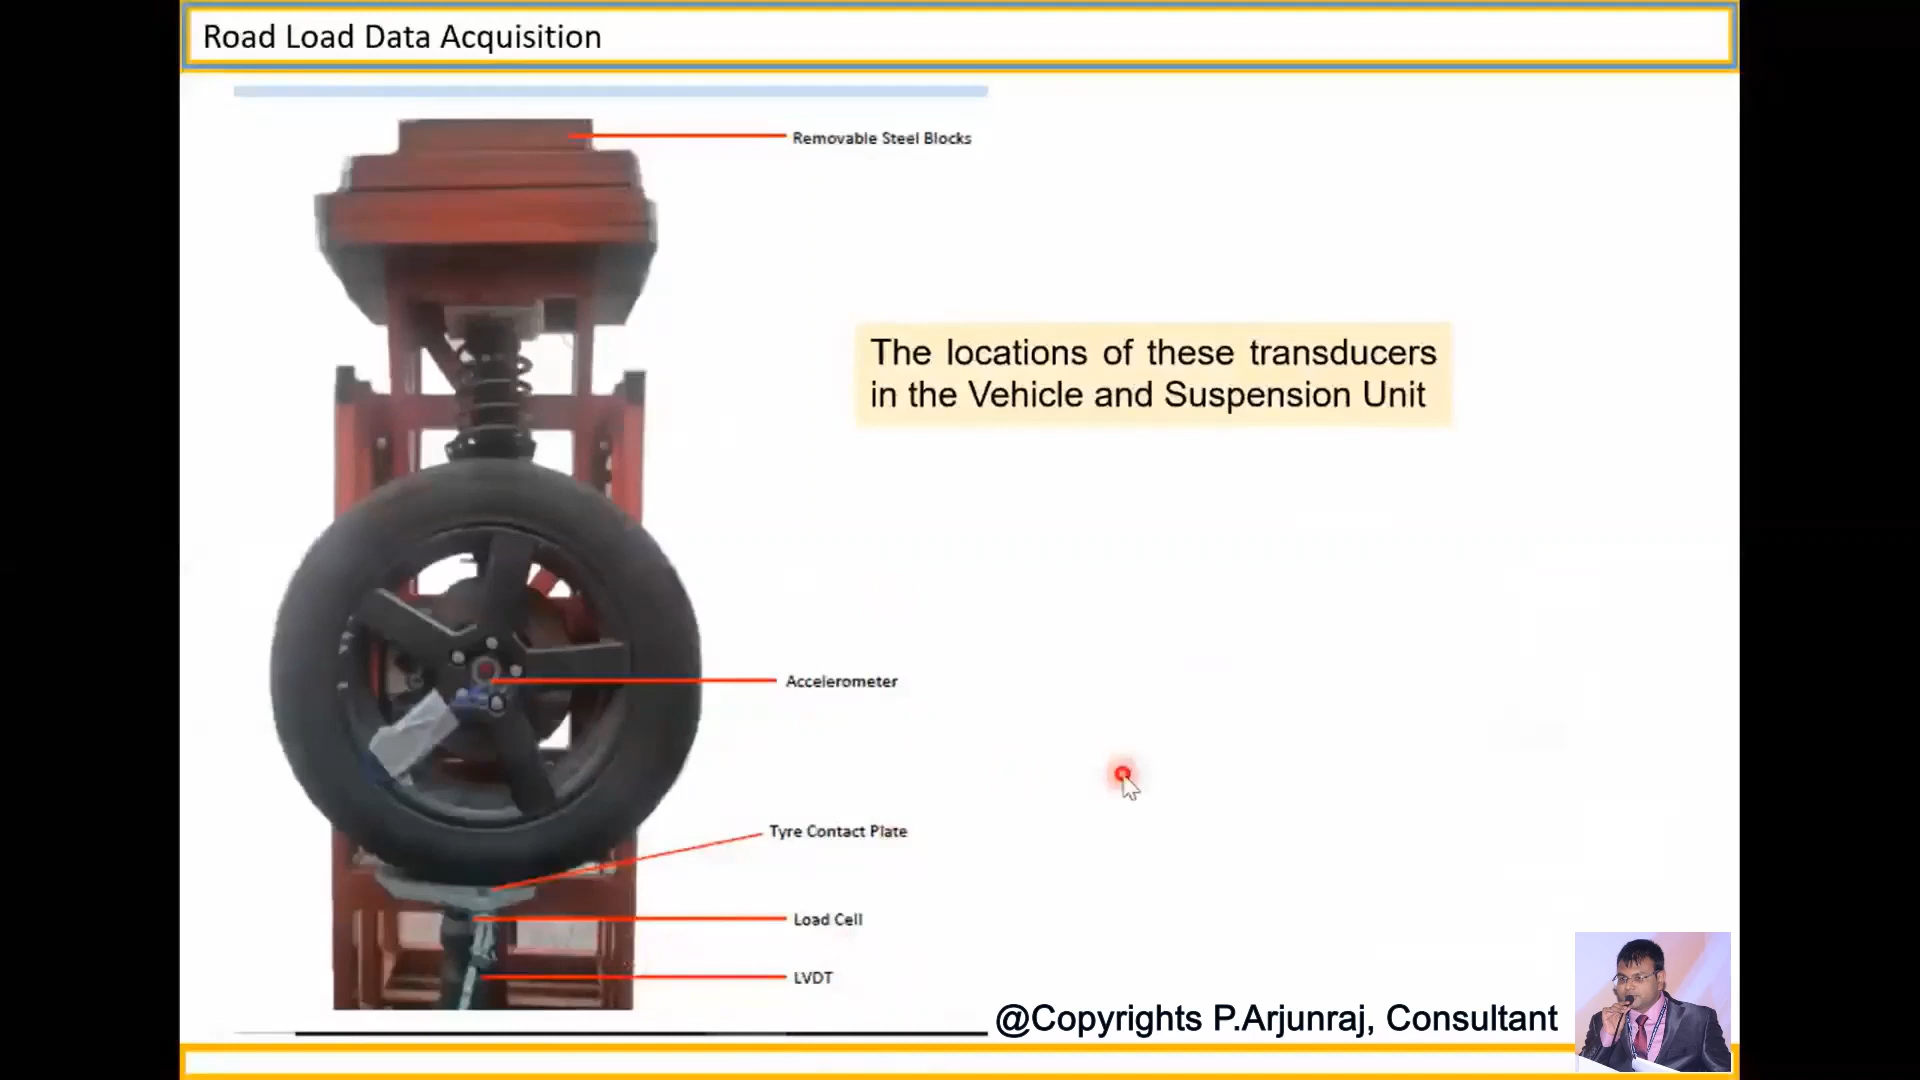 Road Load Data Acquisition
Removable Steel Blocks
The locations of these transducers
in the Vehicle and Suspension Unit
Accelerometer
Tyre Contact Plate
Load Cell
LVDT
@Copyrights P.Arjunraj, Consultant